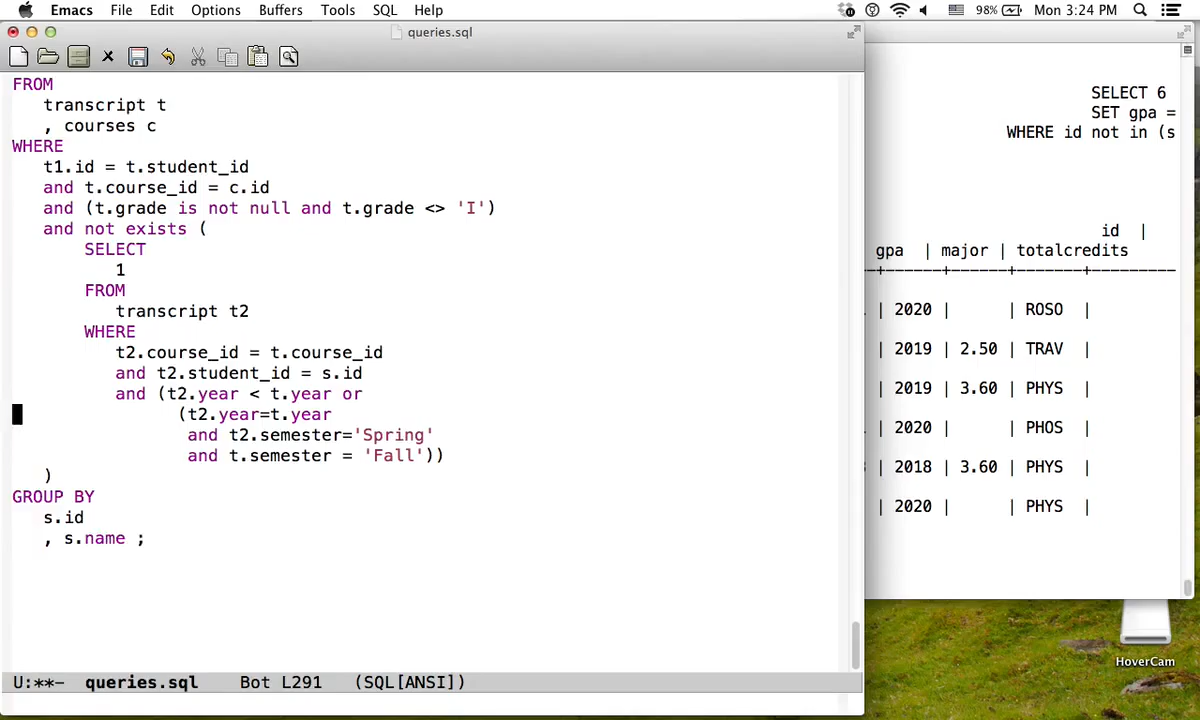 Emacs File Edit Options Buffers Tools SQL Help 98% Mon 3:24 PM
queries.sql
FROM
transcript t
, courses c
WHERE
t1.id = t.student_id
and t.course_id = c.id
and (t.grade is not null and t.grade <> 'I')
and not exists (
SELECT
1
FROM
transcript t2
WHERE
t2.course_id = t.course_id
and t2.student_id = s.id
and (t2.year < t.year or
(t2.year=t.year
and t2.semester='Spring'
and t.semester = 'Fall'))
)
GROUP BY
s.id
, s.name ;
U:**- queries.sql Bot L291 (SQL[ANSI])
SELECT 6
SET gpa =
WHERE id not in (s
id |
gpa | major | totalcredits
-+------+------+-------+---------
| 2020 | | ROSO |
| 2019 | 2.50 | TRAV |
| 2019 | 3.60 | PHYS |
| 2020 | | PHOS |
| 2018 | 3.60 | PHYS |
| 2020 | | PHYS |
HoverCam